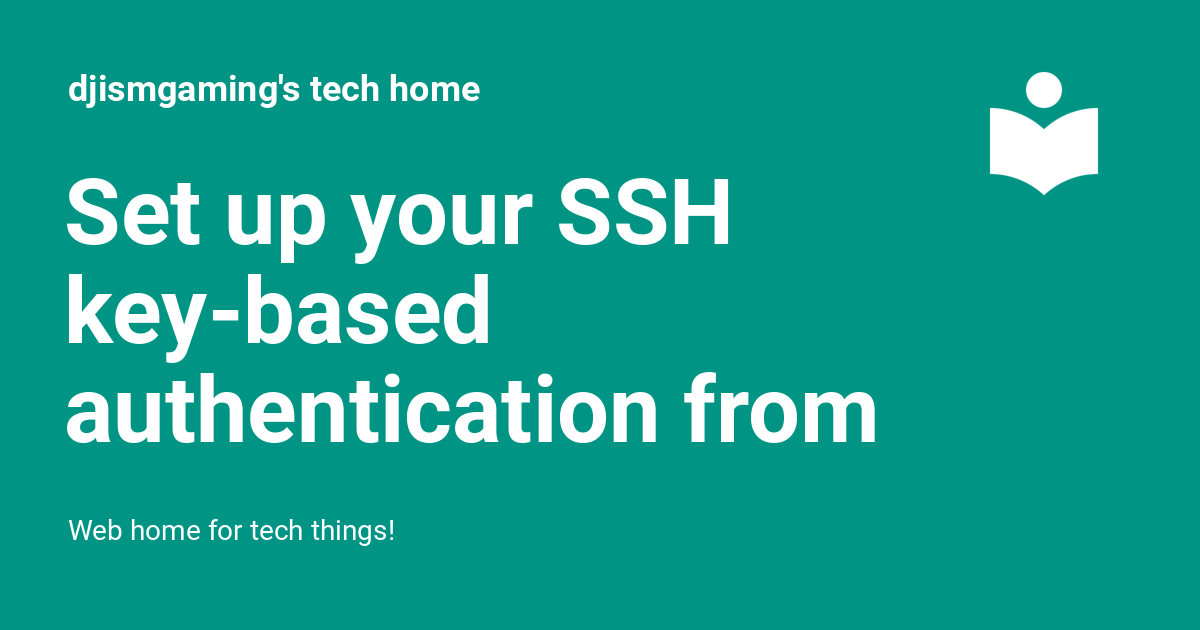 djismgaming's tech home
Set up your SSH
key-based
authentication from
Web home for tech things!